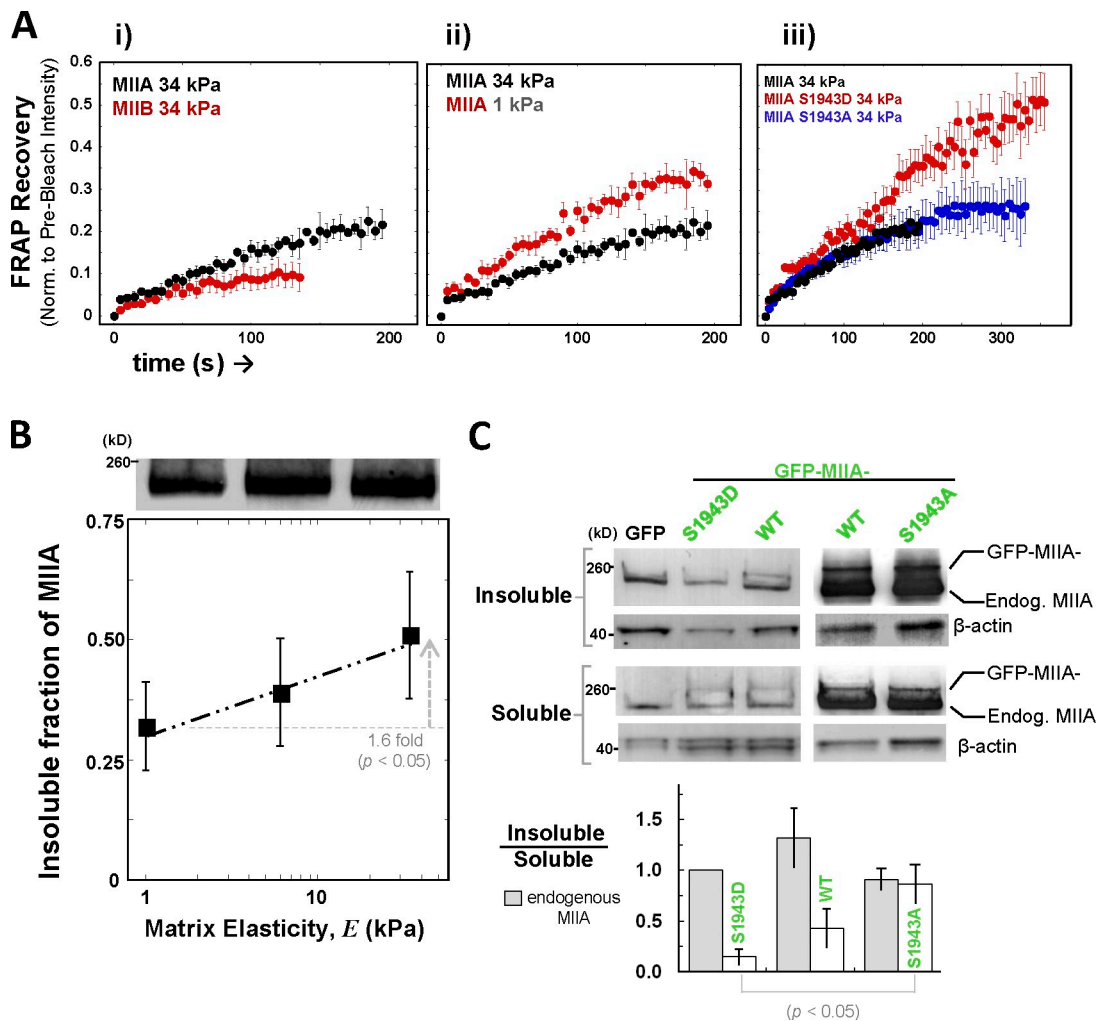 A
i)
ii)
iii)
FRAP Recovery
(Norm. to Pre-Bleach Intensity)
0.6
0.5
0.4
0.3
0.2
0.1
0
MIIA 34 kPa
MIIB 34 kPa
100
200
MIIA 34 kPa
MIIA 1 kPa
0
100
200
MIIA 34 kPa
MIIA S1943D 34 kPa
MIIA S1943A 34 kPa
0
100
200
300
time (s) →
B
(kD)
260
Insoluble fraction of MIIA
0.75
0.50
0.25
0
1.6 fold
(p < 0.05)
1
10
Matrix Elasticity, E (kPa)
C
GFP-MIIA-
(kD)
GFP
S1943D
WT
WT
S1943A
Insoluble
260
40
GFP-MIIA-
Endog. MIIA
β-actin
Soluble
260
40
GFP-MIIA-
Endog. MIIA
β-actin
Insoluble
Soluble
endogenous
MIIA
1.0
0.5
0.0
S1943D
WT
S1943A
(p < 0.05)